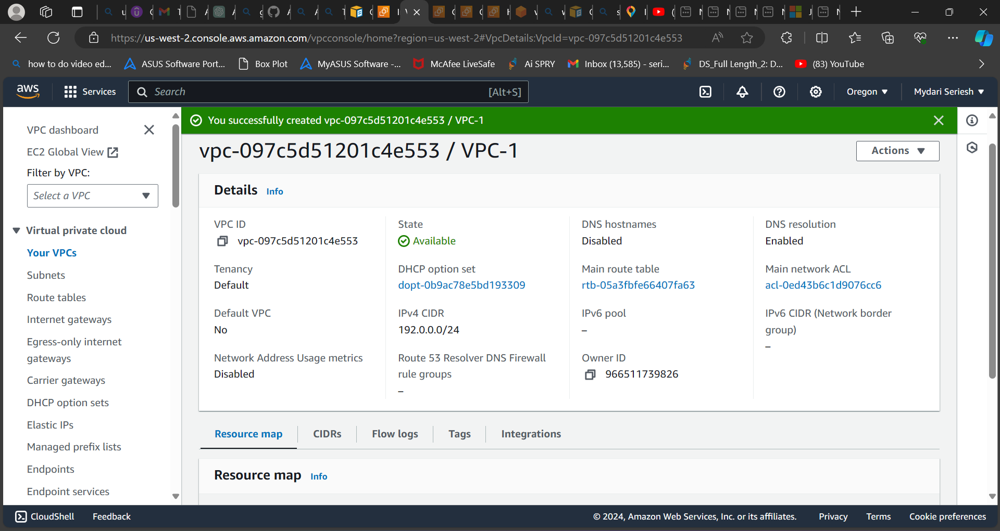 https://us-west-2.console.aws.amazon.com/vpcconsole/home?region=us-west-2#VpcDetails:VpcId=vpc-097c5d51201c4e553
how to do video ed... ASUS Software Port... Box Plot MyASUS Software -... McAfee LiveSafe Ai SPRY Inbox (13,585) - seri... DS_Full Length_2: D... (83) YouTube
aws Services Search [Alt+S] Oregon Mydari Seriesh
You successfully created vpc-097c5d51201c4e553 / VPC-1
VPC dashboard
EC2 Global View
Filter by VPC:
Select a VPC
Virtual private cloud
Your VPCs
Subnets
Route tables
Internet gateways
Egress-only internet
gateways
Carrier gateways
DHCP option sets
Elastic IPs
Managed prefix lists
Endpoints
Endpoint services
vpc-097c5d51201c4e553 / VPC-1
Actions
Details Info
VPC ID
vpc-097c5d51201c4e553
State
Available
DNS hostnames
Disabled
DNS resolution
Enabled
Tenancy
Default
DHCP option set
dopt-0b9ac78e5bd193309
Main route table
rtb-05a3fbfe66407fa63
Main network ACL
acl-0ed43b6c1d9076cc6
Default VPC
No
IPv4 CIDR
192.0.0.0/24
IPv6 pool
–
IPv6 CIDR (Network border
group)
–
Network Address Usage metrics
Disabled
Route 53 Resolver DNS Firewall
rule groups
–
Owner ID
966511739826
Resource map CIDRs Flow logs Tags Integrations
Resource map Info
CloudShell Feedback © 2024, Amazon Web Services, Inc. or its affiliates. Privacy Terms Cookie preferences